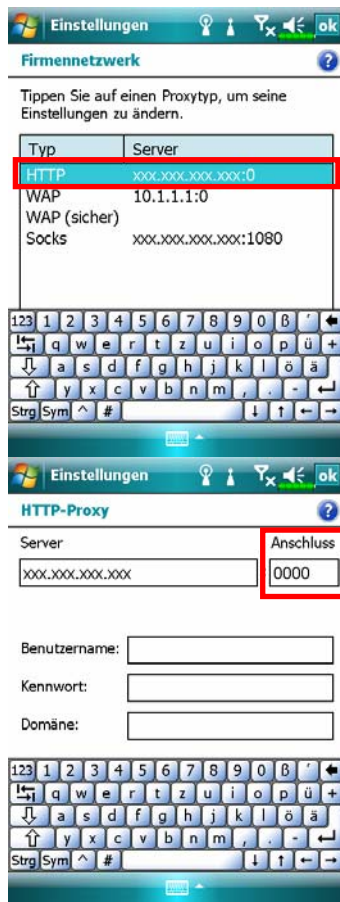 Einstellungen ok
Firmennetzwerk ?
Tippen Sie auf einen Proxytyp, um seine
Einstellungen zu ändern.
Typ Server
HTTP xxx.xxx.xxx.xxx:0
WAP 10.1.1.1:0
WAP (sicher)
Socks xxx.xxx.xxx.xxx:1080
123 1 2 3 4 5 6 7 8 9 0 ß ´
q w e r t z u i o p ü +
a s d f g h j k l ö ä
y x c v b n m , . -
Strg Sym ^ #
Einstellungen ok
HTTP-Proxy ?
Server Anschluss
xxx.xxx.xxx.xxx 0000
Benutzername:
Kennwort:
Domäne:
123 1 2 3 4 5 6 7 8 9 0 ß ´
q w e r t z u i o p ü +
a s d f g h j k l ö ä
y x c v b n m , . -
Strg Sym ^ #